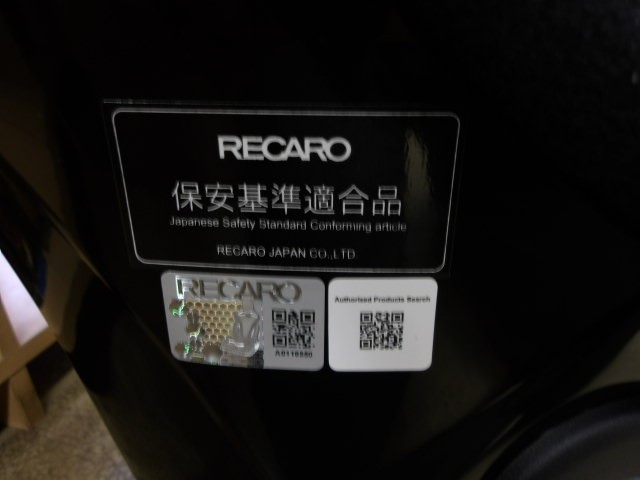 RECARO
保安基準適合品
Japanese Safety Standard Conforming article
RECARO JAPAN CO.,LTD
RECARO
Authorized Products Search